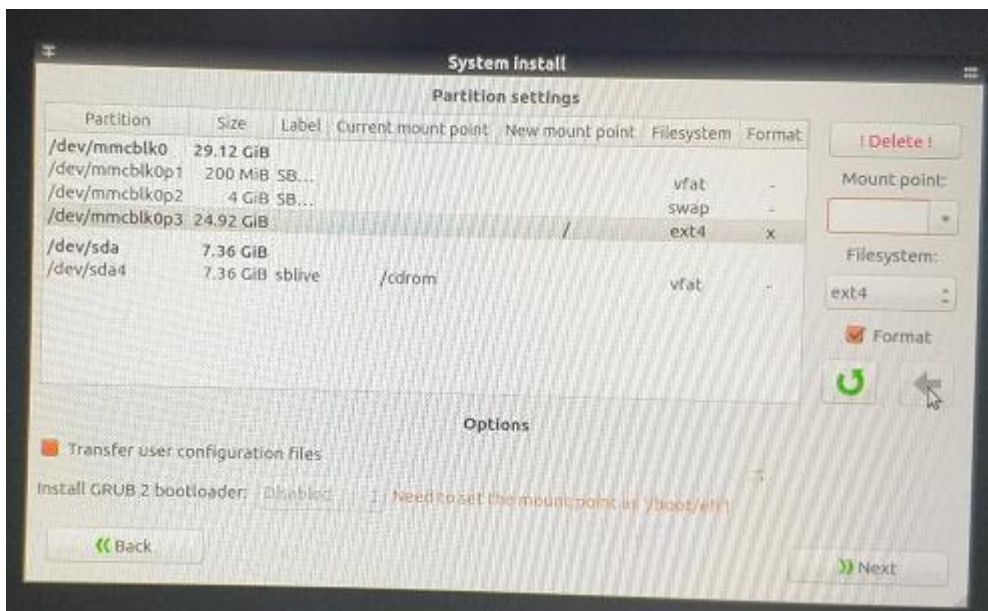 System install
Partition settings
Partition Size Label Current mount point New mount point Filesystem Format
/dev/mmcblk0 29.12 GiB
/dev/mmcblk0p1 200 MiB SB... vfat -
/dev/mmcblk0p2 4 GiB SB... swap -
/dev/mmcblk0p3 24.92 GiB / ext4 x
/dev/sda 7.36 GiB
/dev/sda4 7.36 GiB sblive /cdrom vfat -
! Delete !
Mount point:
Filesystem:
ext4
Format
Options
Transfer user configuration files
Install GRUB 2 bootloader: Disabled Need to set the mount point as '/boot/efi'!
Back
Next